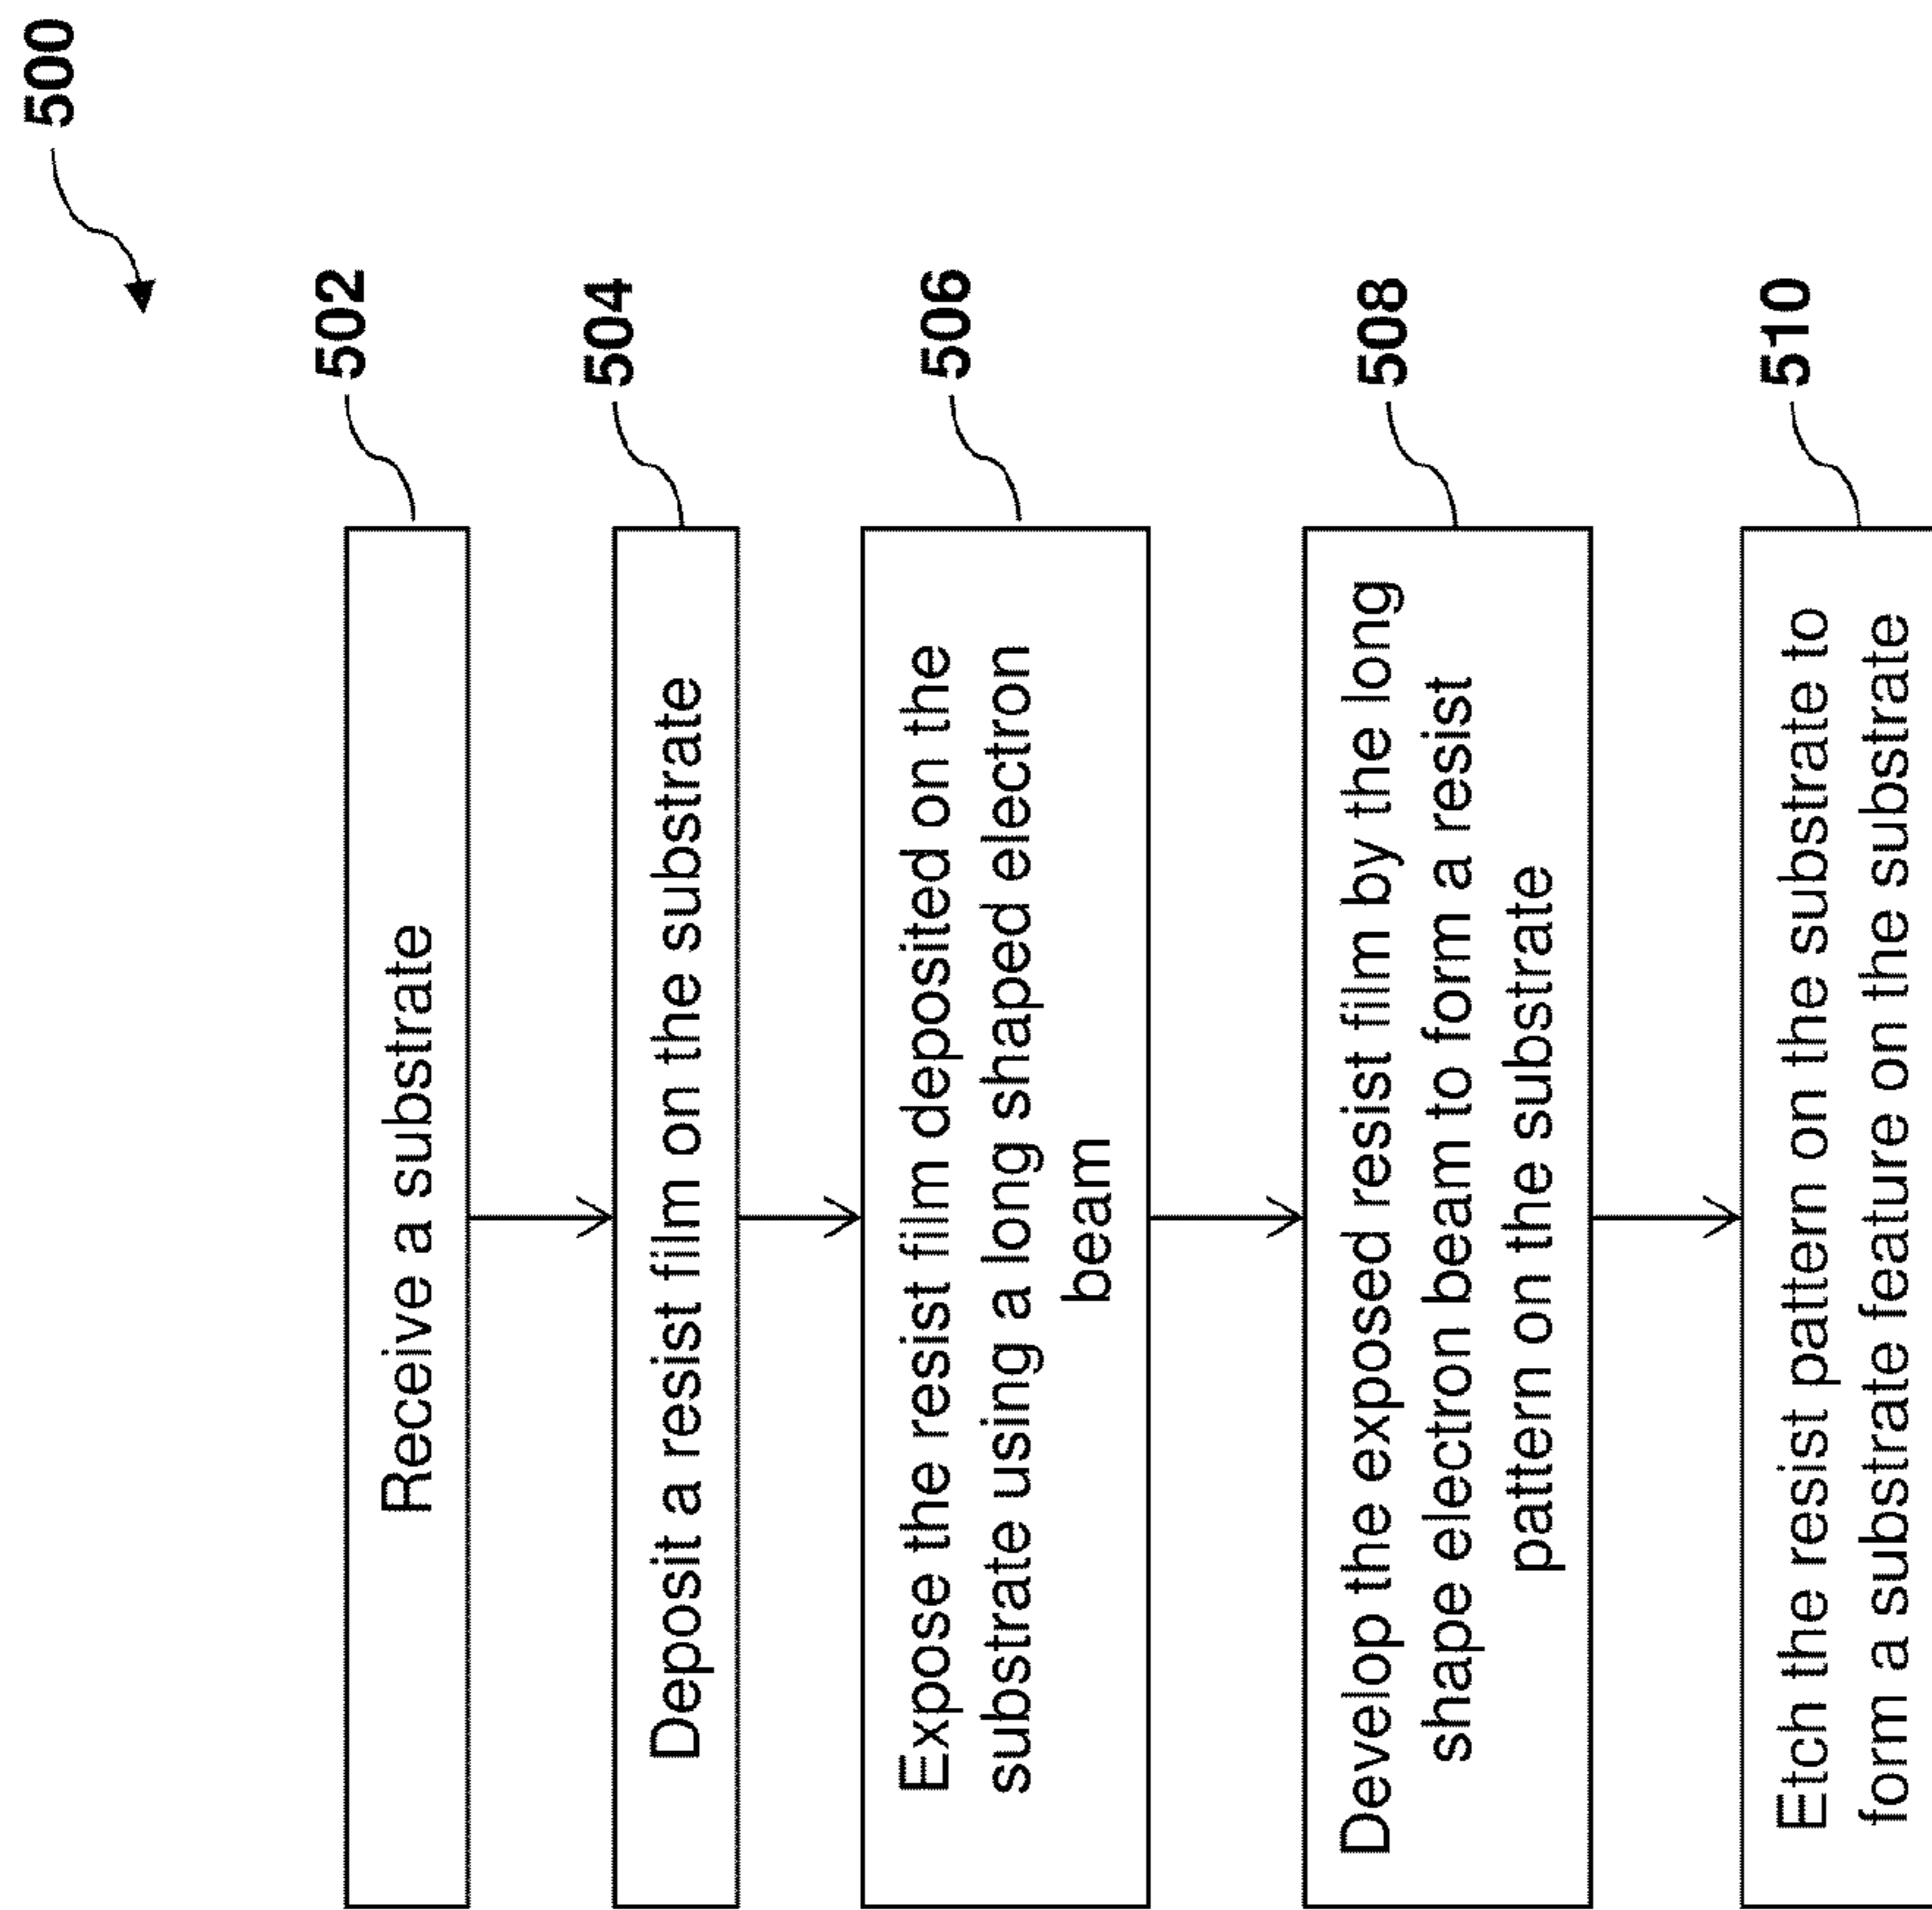 500
502
Receive a substrate
504
Deposit a resist film on the substrate
506
Expose the resist film deposited on the
substrate using a long shaped electron
beam
508
Develop the exposed resist film by the long
shape electron beam to form a resist
pattern on the substrate
510
Etch the resist pattern on the substrate to
form a substrate feature on the substrate